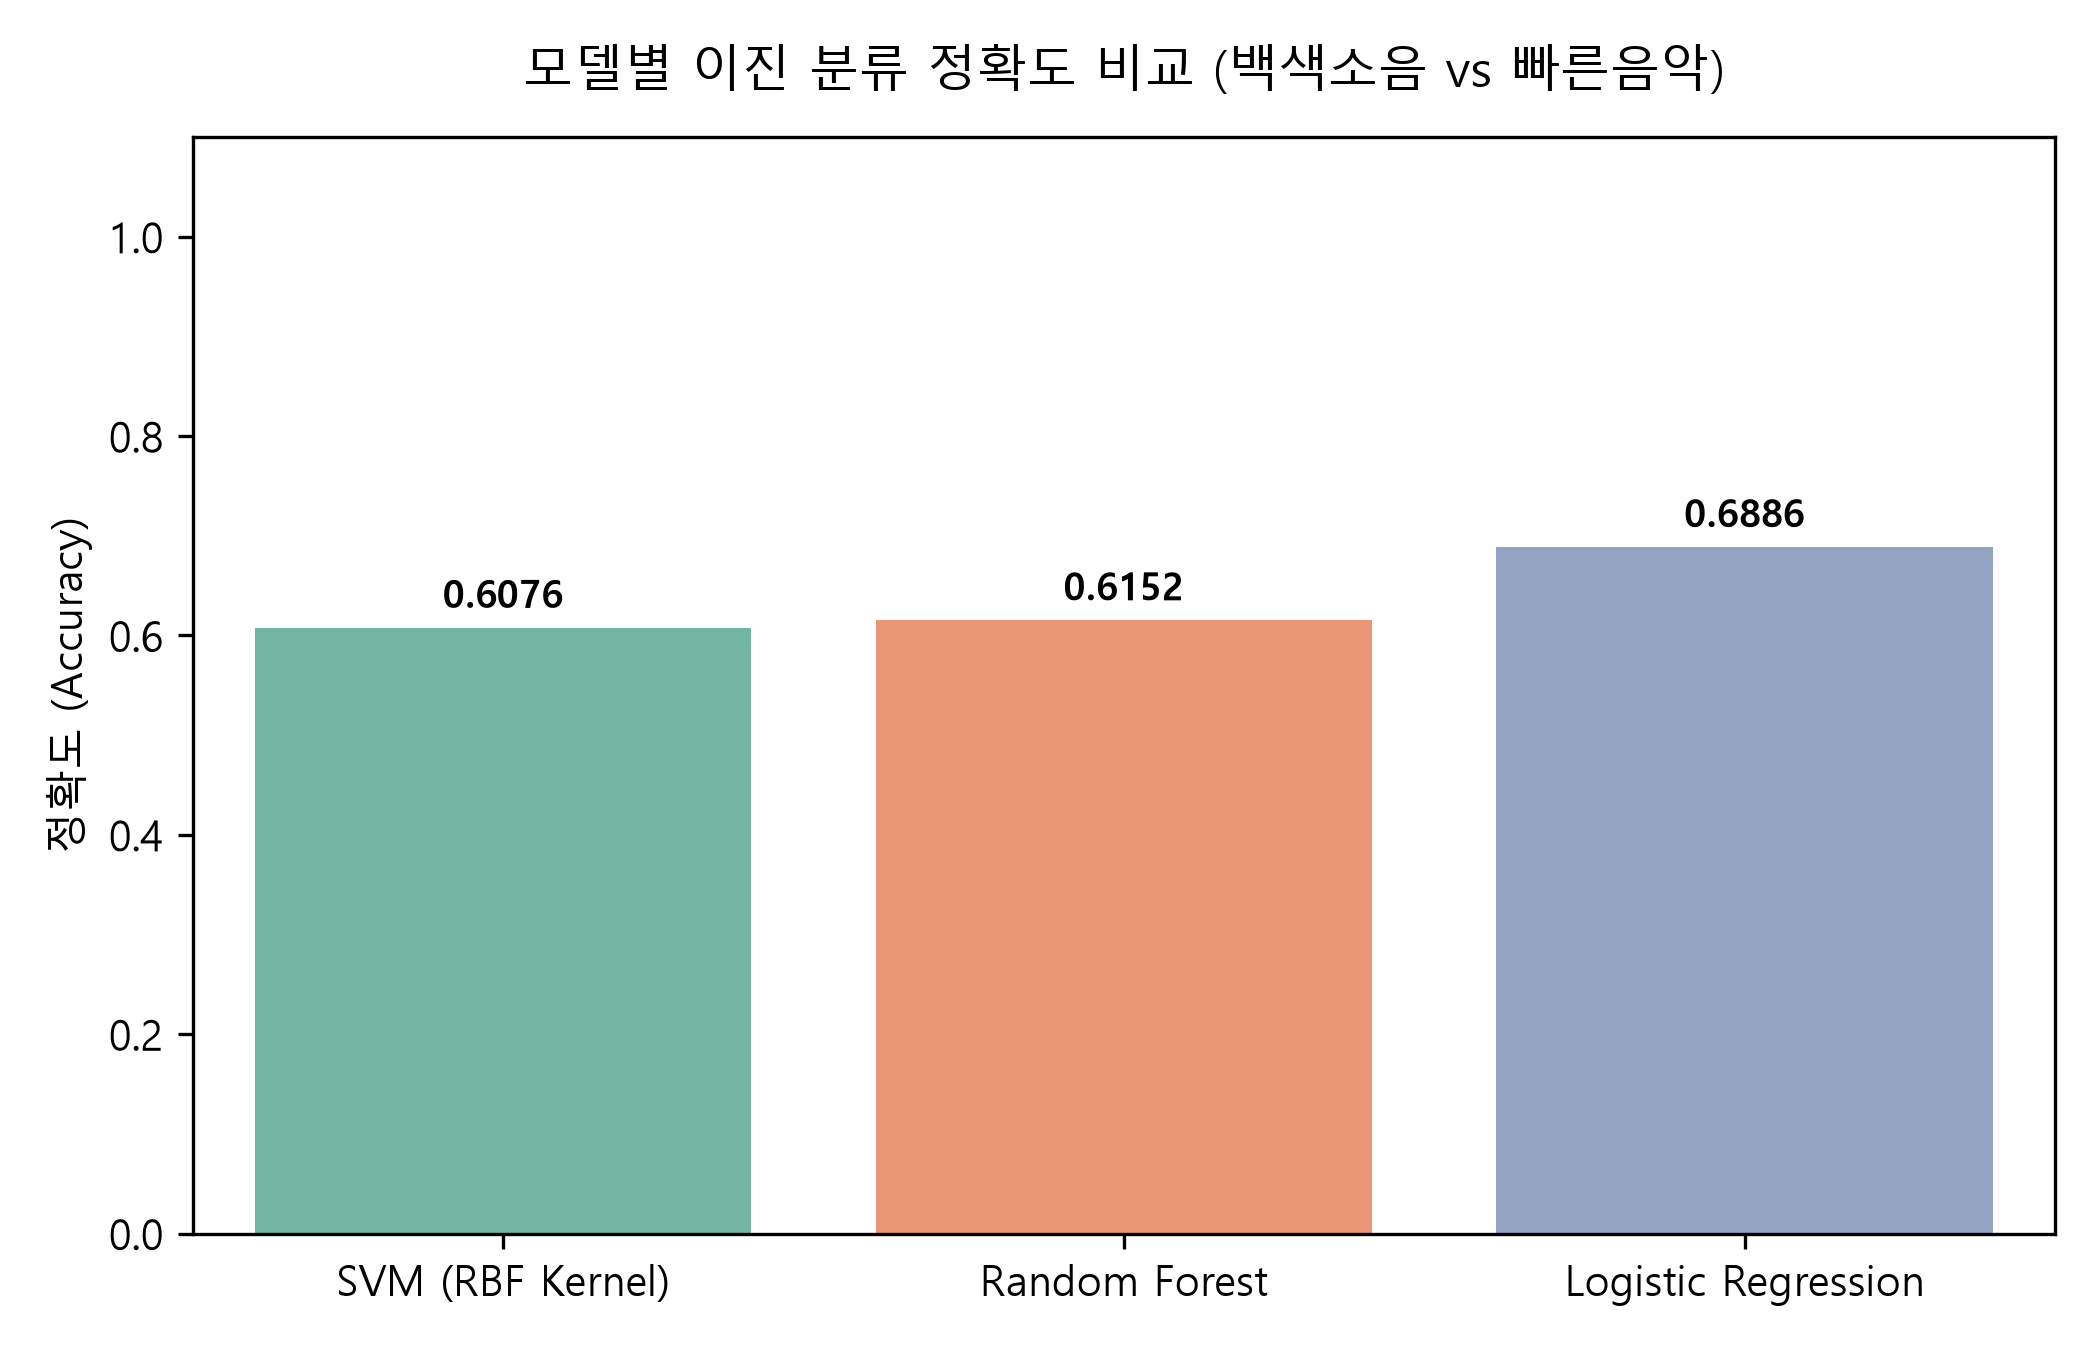 모델별 이진 분류 정확도 비교 (백색소음 vs 빠른음악)
정확도 (Accuracy)
1.0
0.8
0.6
0.4
0.2
0.0
0.6076
0.6152
0.6886
SVM (RBF Kernel)
Random Forest
Logistic Regression